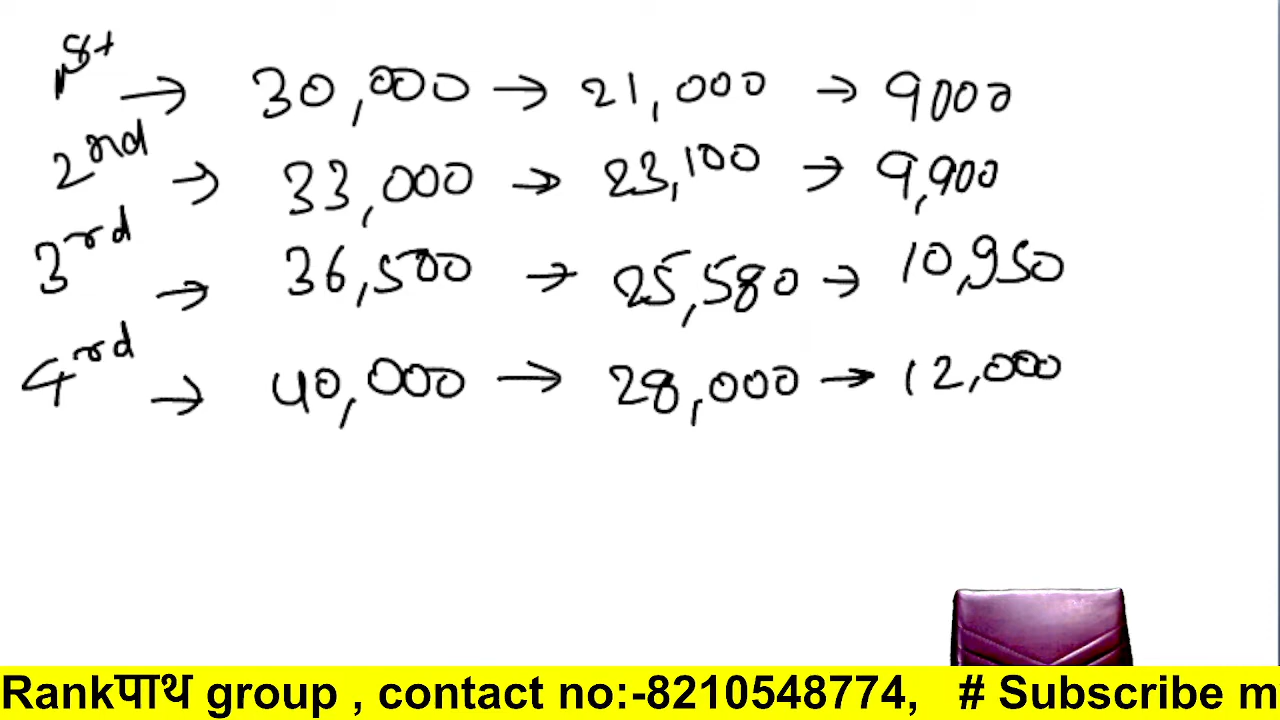 1st → 30,000 → 21,000 → 9000
2nd → 33,000 → 23,100 → 9,900
3rd → 36,500 → 25,580 → 10,950
4rd → 40,000 → 28,000 → 12,000
Rankपाथ group , contact no:-8210548774, # Subscribe m